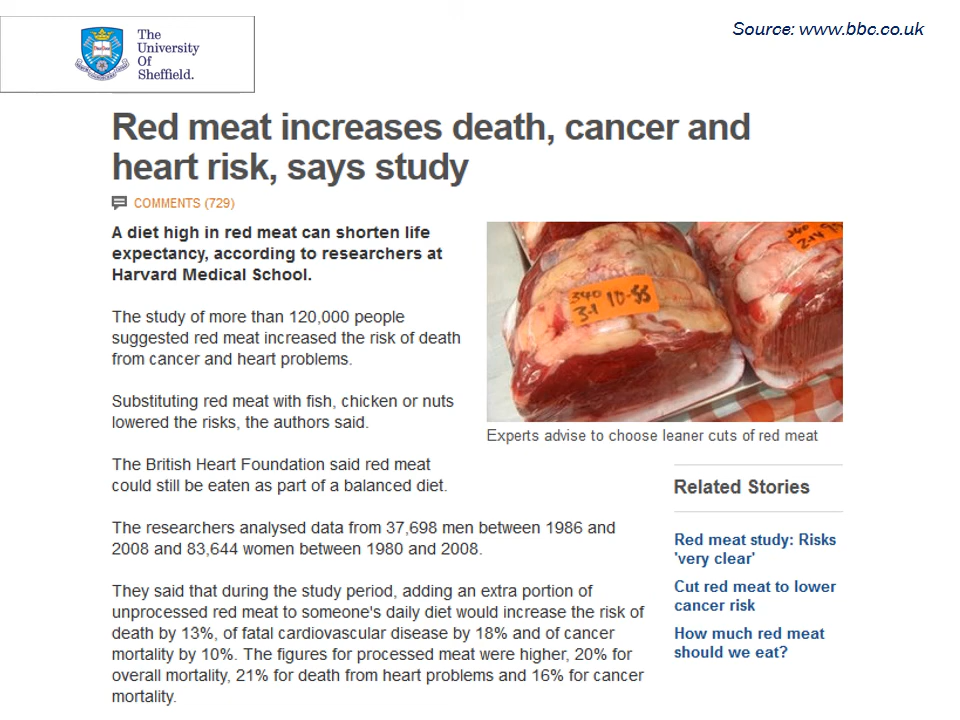 The
University
Of
Sheffield.
Source: www.bbc.co.uk
Red meat increases death, cancer and
heart risk, says study
COMMENTS (729)
A diet high in red meat can shorten life
expectancy, according to researchers at
Harvard Medical School.
The study of more than 120,000 people
suggested red meat increased the risk of death
from cancer and heart problems.
Substituting red meat with fish, chicken or nuts
lowered the risks, the authors said.
The British Heart Foundation said red meat
could still be eaten as part of a balanced diet.
The researchers analysed data from 37,698 men between 1986 and
2008 and 83,644 women between 1980 and 2008.
They said that during the study period, adding an extra portion of
unprocessed red meat to someone's daily diet would increase the risk of
death by 13%, of fatal cardiovascular disease by 18% and of cancer
mortality by 10%. The figures for processed meat were higher, 20% for
overall mortality, 21% for death from heart problems and 16% for cancer
mortality.
340
3-1 10-55
340
Experts advise to choose leaner cuts of red meat
Related Stories
Red meat study: Risks
'very clear'
Cut red meat to lower
cancer risk
How much red meat
should we eat?